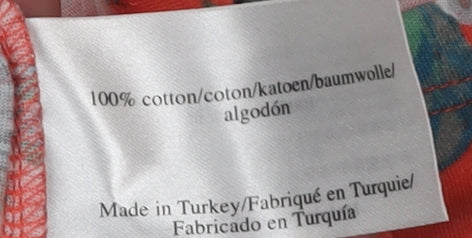 100% cotton/coton/katoen/baumwolle/
algodón
Made in Turkey/Fabriqué en Turquie/
Fabricado en Turquía